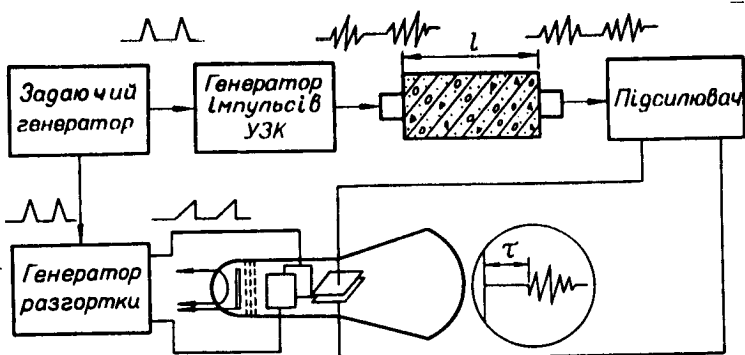 Задаючий
генератор
Генератор
імпульсів
УЗК
l
Підсилювач
Генератор
разгортки
τ